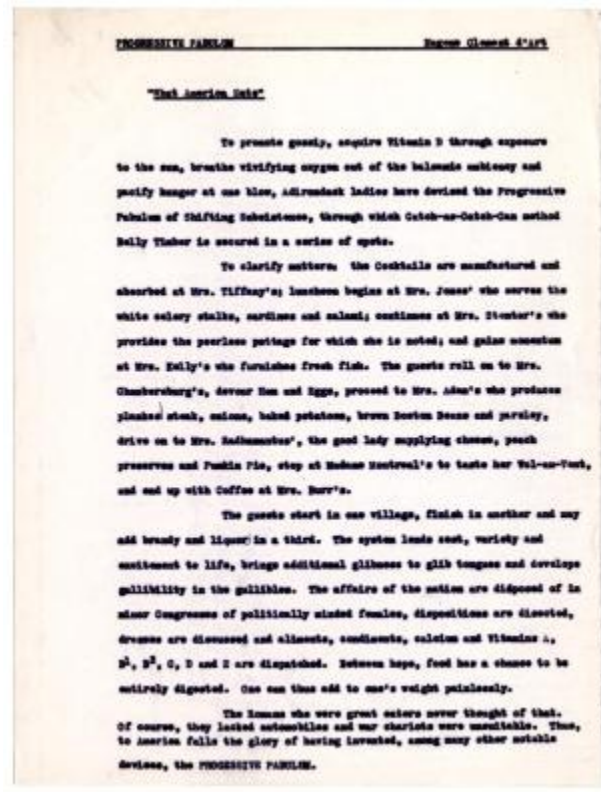 PROGRESSIVE PABULUM Eugene Clement d'Art
"What America Eats"
To promote gossip, acquire Vitamin D through exposure
to the sun, breathe vivifying oxygen out of the balsamic ambiency and
pacify hunger at one blow, Adirondack ladies have devised the Progressive
Pabulum of Shifting Subsistence, through which Catch-as-Catch-Can method
Belly Timber is secured in a series of spots.
To clarify matters: the Cocktails are manufactured and
absorbed at Mrs. Tiffany's; luncheon begins at Mrs. Jones' who serves the
white celery stalks, sardines and salami; continues at Mrs. who
provides the peerless pottage for which she is noted; and gains momentum
at Mrs. Kelly's who furnishes fresh fish. The guests roll on to Mrs.
Chambersburg's, devour Ham and Eggs, proceed to Mrs. Adam's who produces
planked steak, onions, baked potatoes, brown Boston Beans and parsley,
drive on to Mrs. the good lady supplying cheese, peach
preserves and Punkin Pie, stop at Madame Montreal's to taste her Vol-au-Vent,
and end up with Coffee at Mrs. Burr's.
The guests start in one village, finish in another and may
add brandy and liquor in a third. The system lends zest, variety and
excitement to life, brings additional glibness to glib tongues and develops
gullibility in the gullibles. The affairs of the nation are disposed of in
minor Congresses of politically minded females, dispositions are disected,
dresses are discussed and aliments, condiments, calcium and Vitamins A,
B1, B2, C, D and E are dispatched. Between hops, food has a chance to be
entirely digested. One can thus add to one's weight painlessly.
The Romans who were great eaters never thought of that.
Of course, they lacked automobiles and war chariots were unsuitable. Thus,
to America falls the glory of having invented, among many other notable
devices, the PROGESSIVE PABULUM.